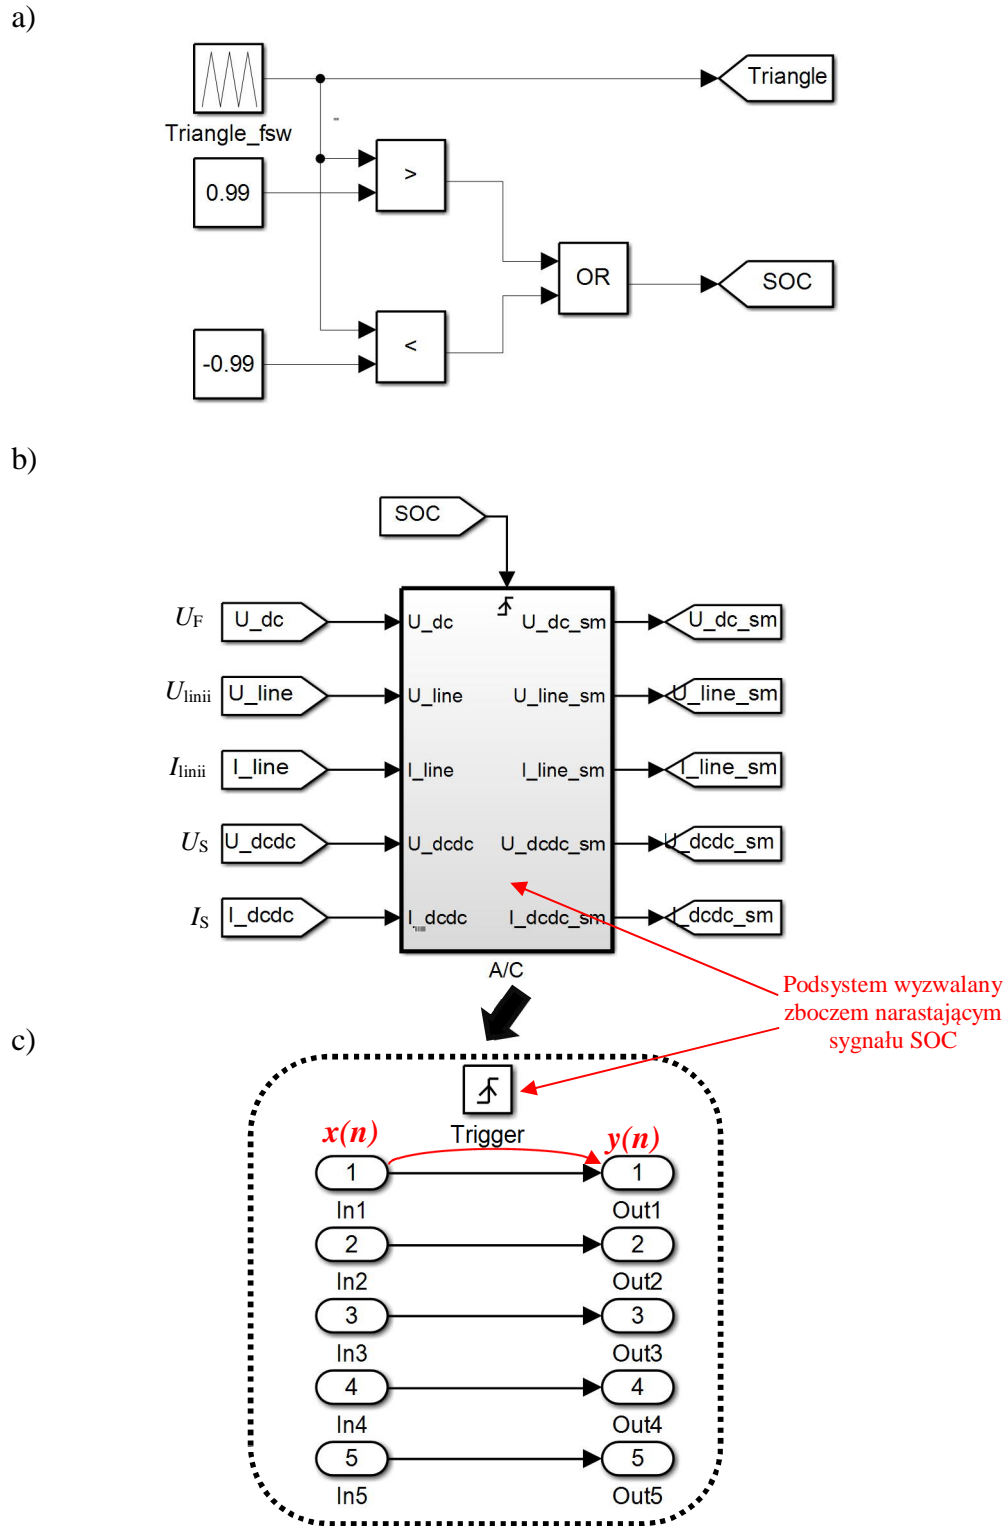 a)
Triangle
Triangle_fsw
>
0.99
OR
SOC
<
-0.99
b)
SOC
U_F U_dc U_dc U_dc_sm U_dc_sm
U_linii U_line U_line U_line_sm U_line_sm
I_linii I_line I_line I_line_sm I_line_sm
U_S U_dcdc U_dcdc U_dcdc_sm U_dcdc_sm
I_S I_dcdc I_dcdc I_dcdc_sm I_dcdc_sm
A/C
Podsystem wyzwalany
zboczem narastającym
sygnału SOC
c)
Trigger
x(n) y(n)
1 1
In1 Out1
2 2
In2 Out2
3 3
In3 Out3
4 4
In4 Out4
5 5
In5 Out5